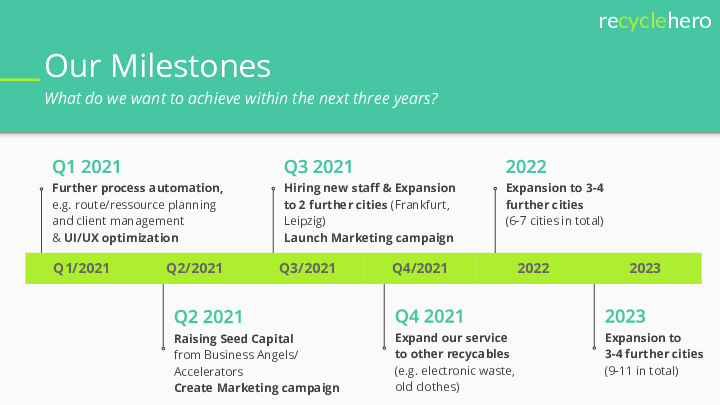 recyclehero
Our Milestones
What do we want to achieve within the next three years?
Q1 2021
Further process automation,
e.g. route/ressource planning
and client management
& UI/UX optimization
Q3 2021
Hiring new staff & Expansion
to 2 further cities (Frankfurt,
Leipzig)
Launch Marketing campaign
2022
Expansion to 3-4
further cities
(6-7 cities in total)
Q1/2021 Q2/2021 Q3/2021 Q4/2021 2022 2023
Q2 2021
Raising Seed Capital
from Business Angels/
Accelerators
Create Marketing campaign
Q4 2021
Expand our service
to other recycables
(e.g. electronic waste,
old clothes)
2023
Expansion to
3-4 further cities
(9-11 in total)